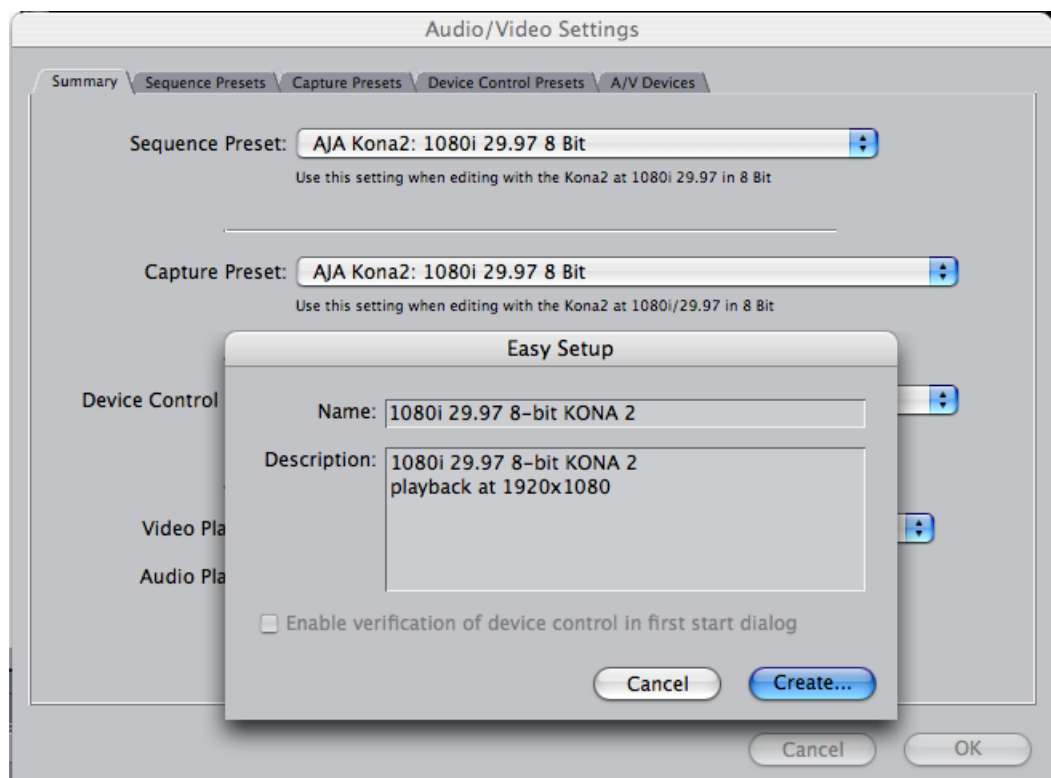 Audio/Video Settings
Summary Sequence Presets Capture Presets Device Control Presets A/V Devices
Sequence Preset: AJA Kona2: 1080i 29.97 8 Bit
Use this setting when editing with the Kona2 at 1080i 29.97 in 8 Bit
Capture Preset: AJA Kona2: 1080i 29.97 8 Bit
Use this setting when editing with the Kona2 at 1080i/29.97 in 8 Bit
Easy Setup
Device Control
Name: 1080i 29.97 8-bit KONA 2
Description: 1080i 29.97 8-bit KONA 2
playback at 1920x1080
Video Pla
Audio Pla
Enable verification of device control in first start dialog
Cancel Create...
Cancel OK